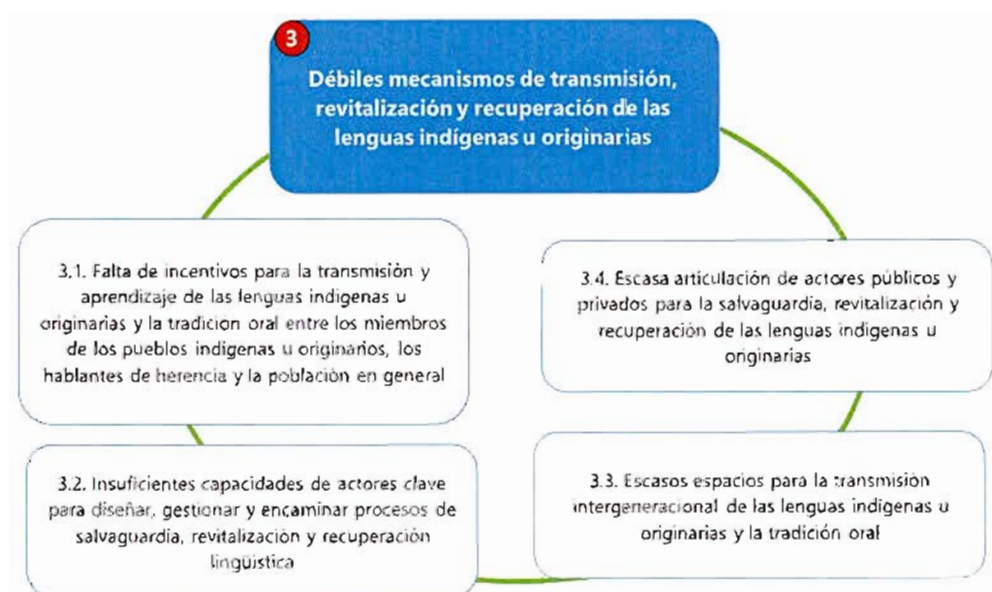 3
Débiles mecanismos de transmisión,
revitalización y recuperación de las
lenguas indígenas u originarias
3.1. Falta de incentivos para la transmisión y
aprendizaje de las lenguas indigenas u
originarias y la tradición oral entre los miembros
de los pueblos indígenas u originarios, los
hablantes de herencia y la población en general
3.2. Insuficientes capacidades de actores clave
para diseñar, gestionar y encaminar procesos de
salvaguardia, revitalización y recuperación
lingüística
3.3. Escasos espacios para la transmisión
intergeneracional de las lenguas indígenas u
originarias y la tradición oral
3.4. Escasa articulación de actores públicos y
privados para la salvaguardia, revitalización y
recuperación de las lenguas indígenas u
originarias